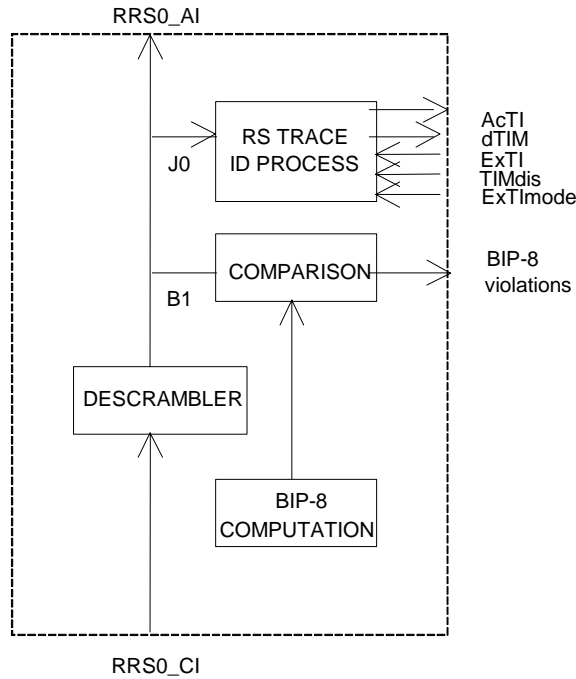 RRS0_AI
RS TRACE
ID PROCESS
J0
AcTI
dTIM
ExTI
TIMdis
ExTImode
COMPARISON
B1
BIP-8
violations
DESCRAMBLER
BIP-8
COMPUTATION
RRS0_CI